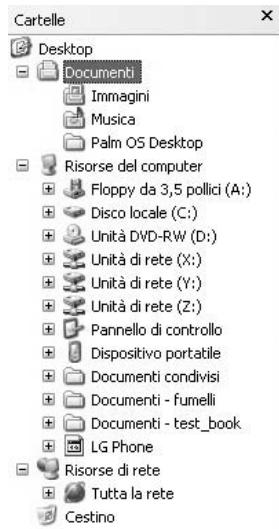 Cartelle
Desktop
Documenti
Immagini
Musica
Palm OS Desktop
Risorse del computer
Floppy da 3,5 pollici (A:)
Disco locale (C:)
Unità DVD-RW (D:)
Unità di rete (X:)
Unità di rete (Y:)
Unità di rete (Z:)
Pannello di controllo
Dispositivo portatile
Documenti condivisi
Documenti - fumelli
Documenti - test_book
LG Phone
Risorse di rete
Tutta la rete
Cestino